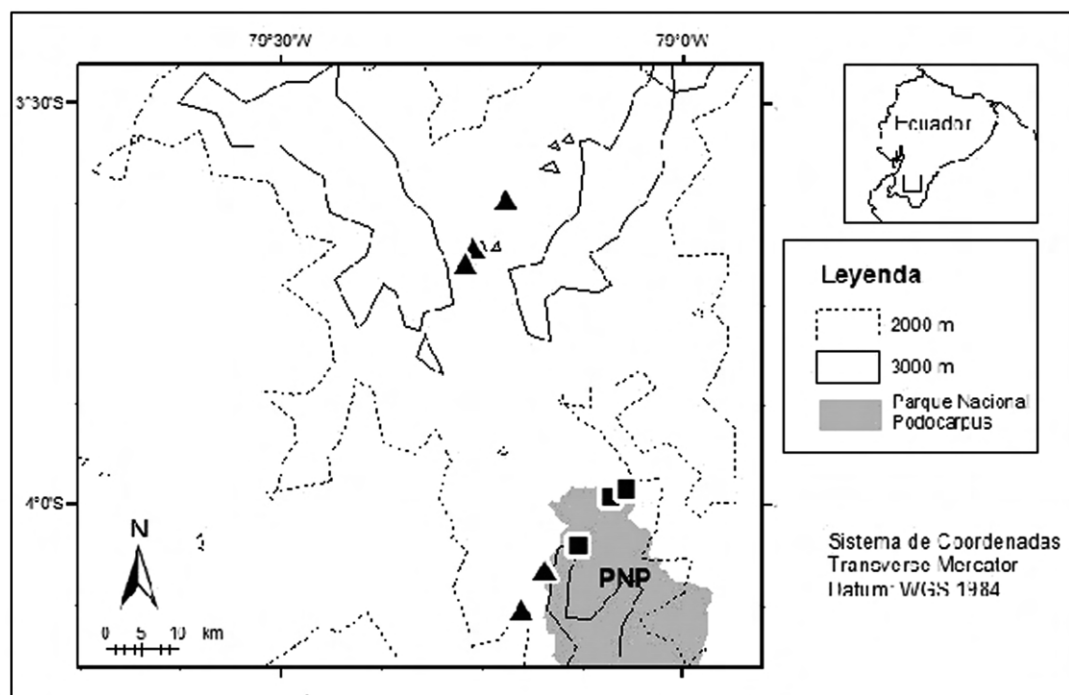 79°30'W
79°0'W
3°30'S
4°0'S
N
0 5 10 km
PNP
Ecuador
Leyenda
2000 m
3000 m
Parque Nacional
Podocarpus
Sistema de Coordenadas
Transverse Mercator
Datum: WGS 1984